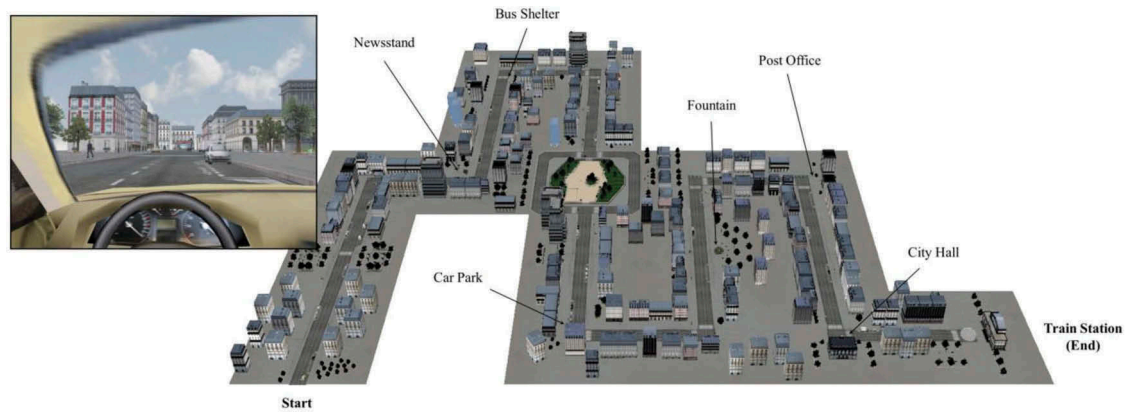 Bus Shelter
Newsstand
Post Office
Fountain
City Hall
Car Park
Train Station
(End)
Start